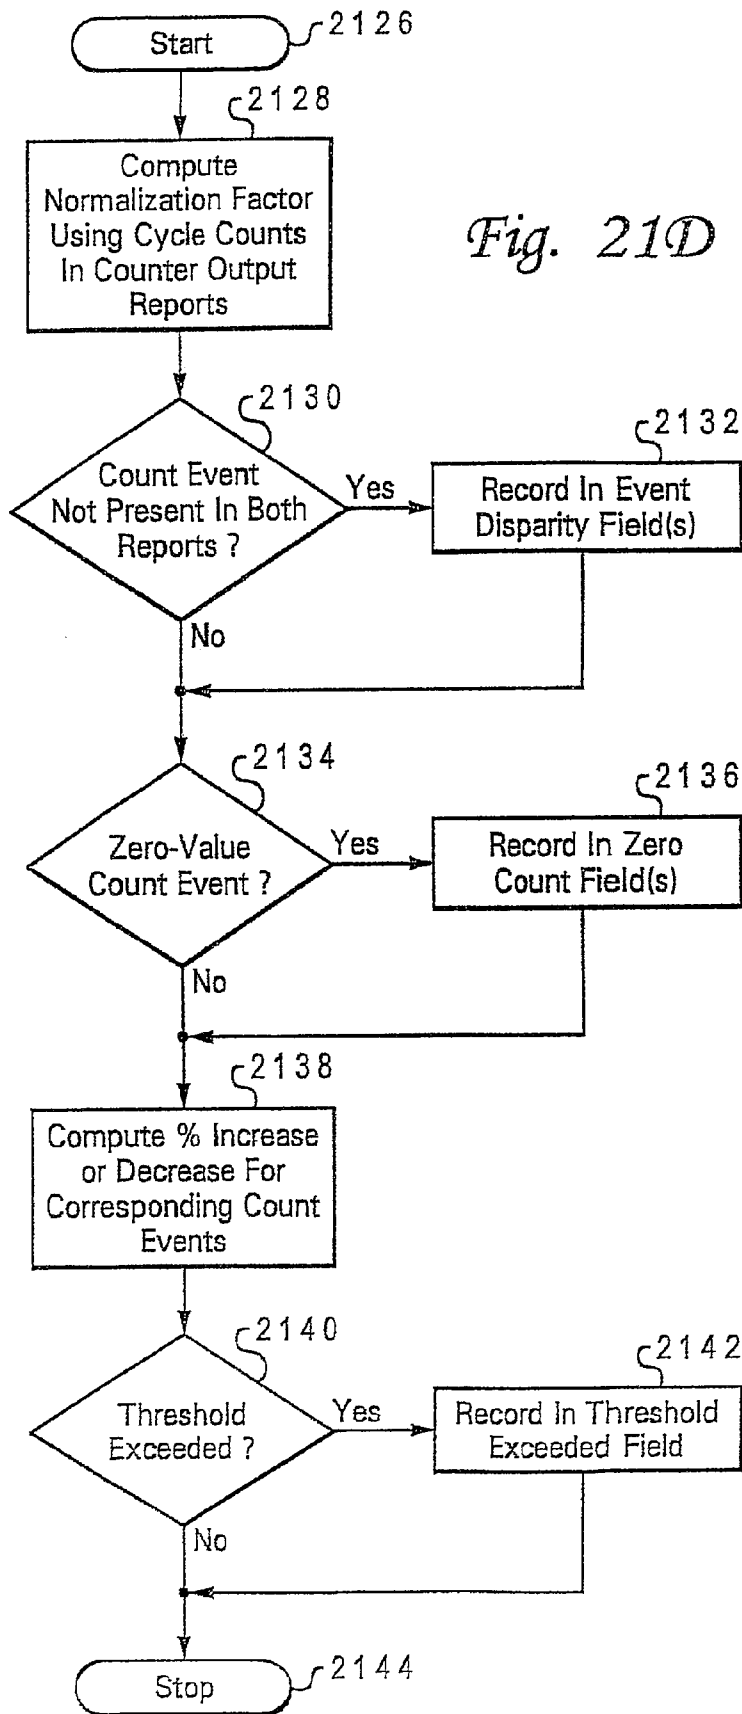 Start
2126
2128
Compute
Normalization Factor
Using Cycle Counts
In Counter Output
Reports
Fig. 21D
2130
Count Event
Not Present In Both
Reports ?
Yes
2132
Record In Event
Disparity Field(s)
No
2134
Zero-Value
Count Event ?
Yes
2136
Record In Zero
Count Field(s)
No
2138
Compute % Increase
or Decrease For
Corresponding Count
Events
2140
Threshold
Exceeded ?
Yes
2142
Record In Threshold
Exceeded Field
No
Stop
2144